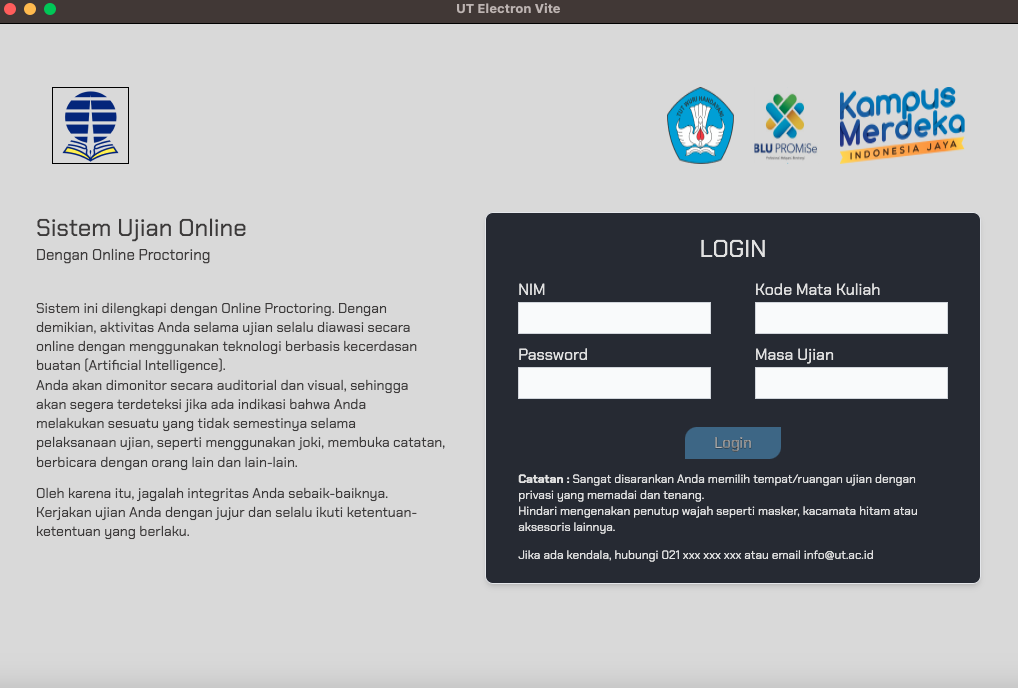 UT Electron Vite
TUT WURI HANDAYANI
BLU PROMiSe
Kampus
Merdeka
INDONESIA JAYA
Sistem Ujian Online
Dengan Online Proctoring
Sistem ini dilengkapi dengan Online Proctoring. Dengan
demikian, aktivitas Anda selama ujian selalu diawasi secara
online dengan menggunakan teknologi berbasis kecerdasan
buatan (Artificial Intelligence).
Anda akan dimonitor secara auditorial dan visual, sehingga
akan segera terdeteksi jika ada indikasi bahwa Anda
melakukan sesuatu yang tidak semestinya selama
pelaksanaan ujian, seperti menggunakan joki, membuka catatan,
berbicara dengan orang lain dan lain-lain.
Oleh karena itu, jagalah integritas Anda sebaik-baiknya.
Kerjakan ujian Anda dengan jujur dan selalu ikuti ketentuan-
ketentuan yang berlaku.
LOGIN
NIM
Kode Mata Kuliah
Password
Masa Ujian
Login
Catatan : Sangat disarankan Anda memilih tempat/ruangan ujian dengan
privasi yang memadai dan tenang.
Hindari mengenakan penutup wajah seperti masker, kacamata hitam atau
aksesoris lainnya.
Jika ada kendala, hubungi 021 xxx xxx xxx atau email info@ut.ac.id